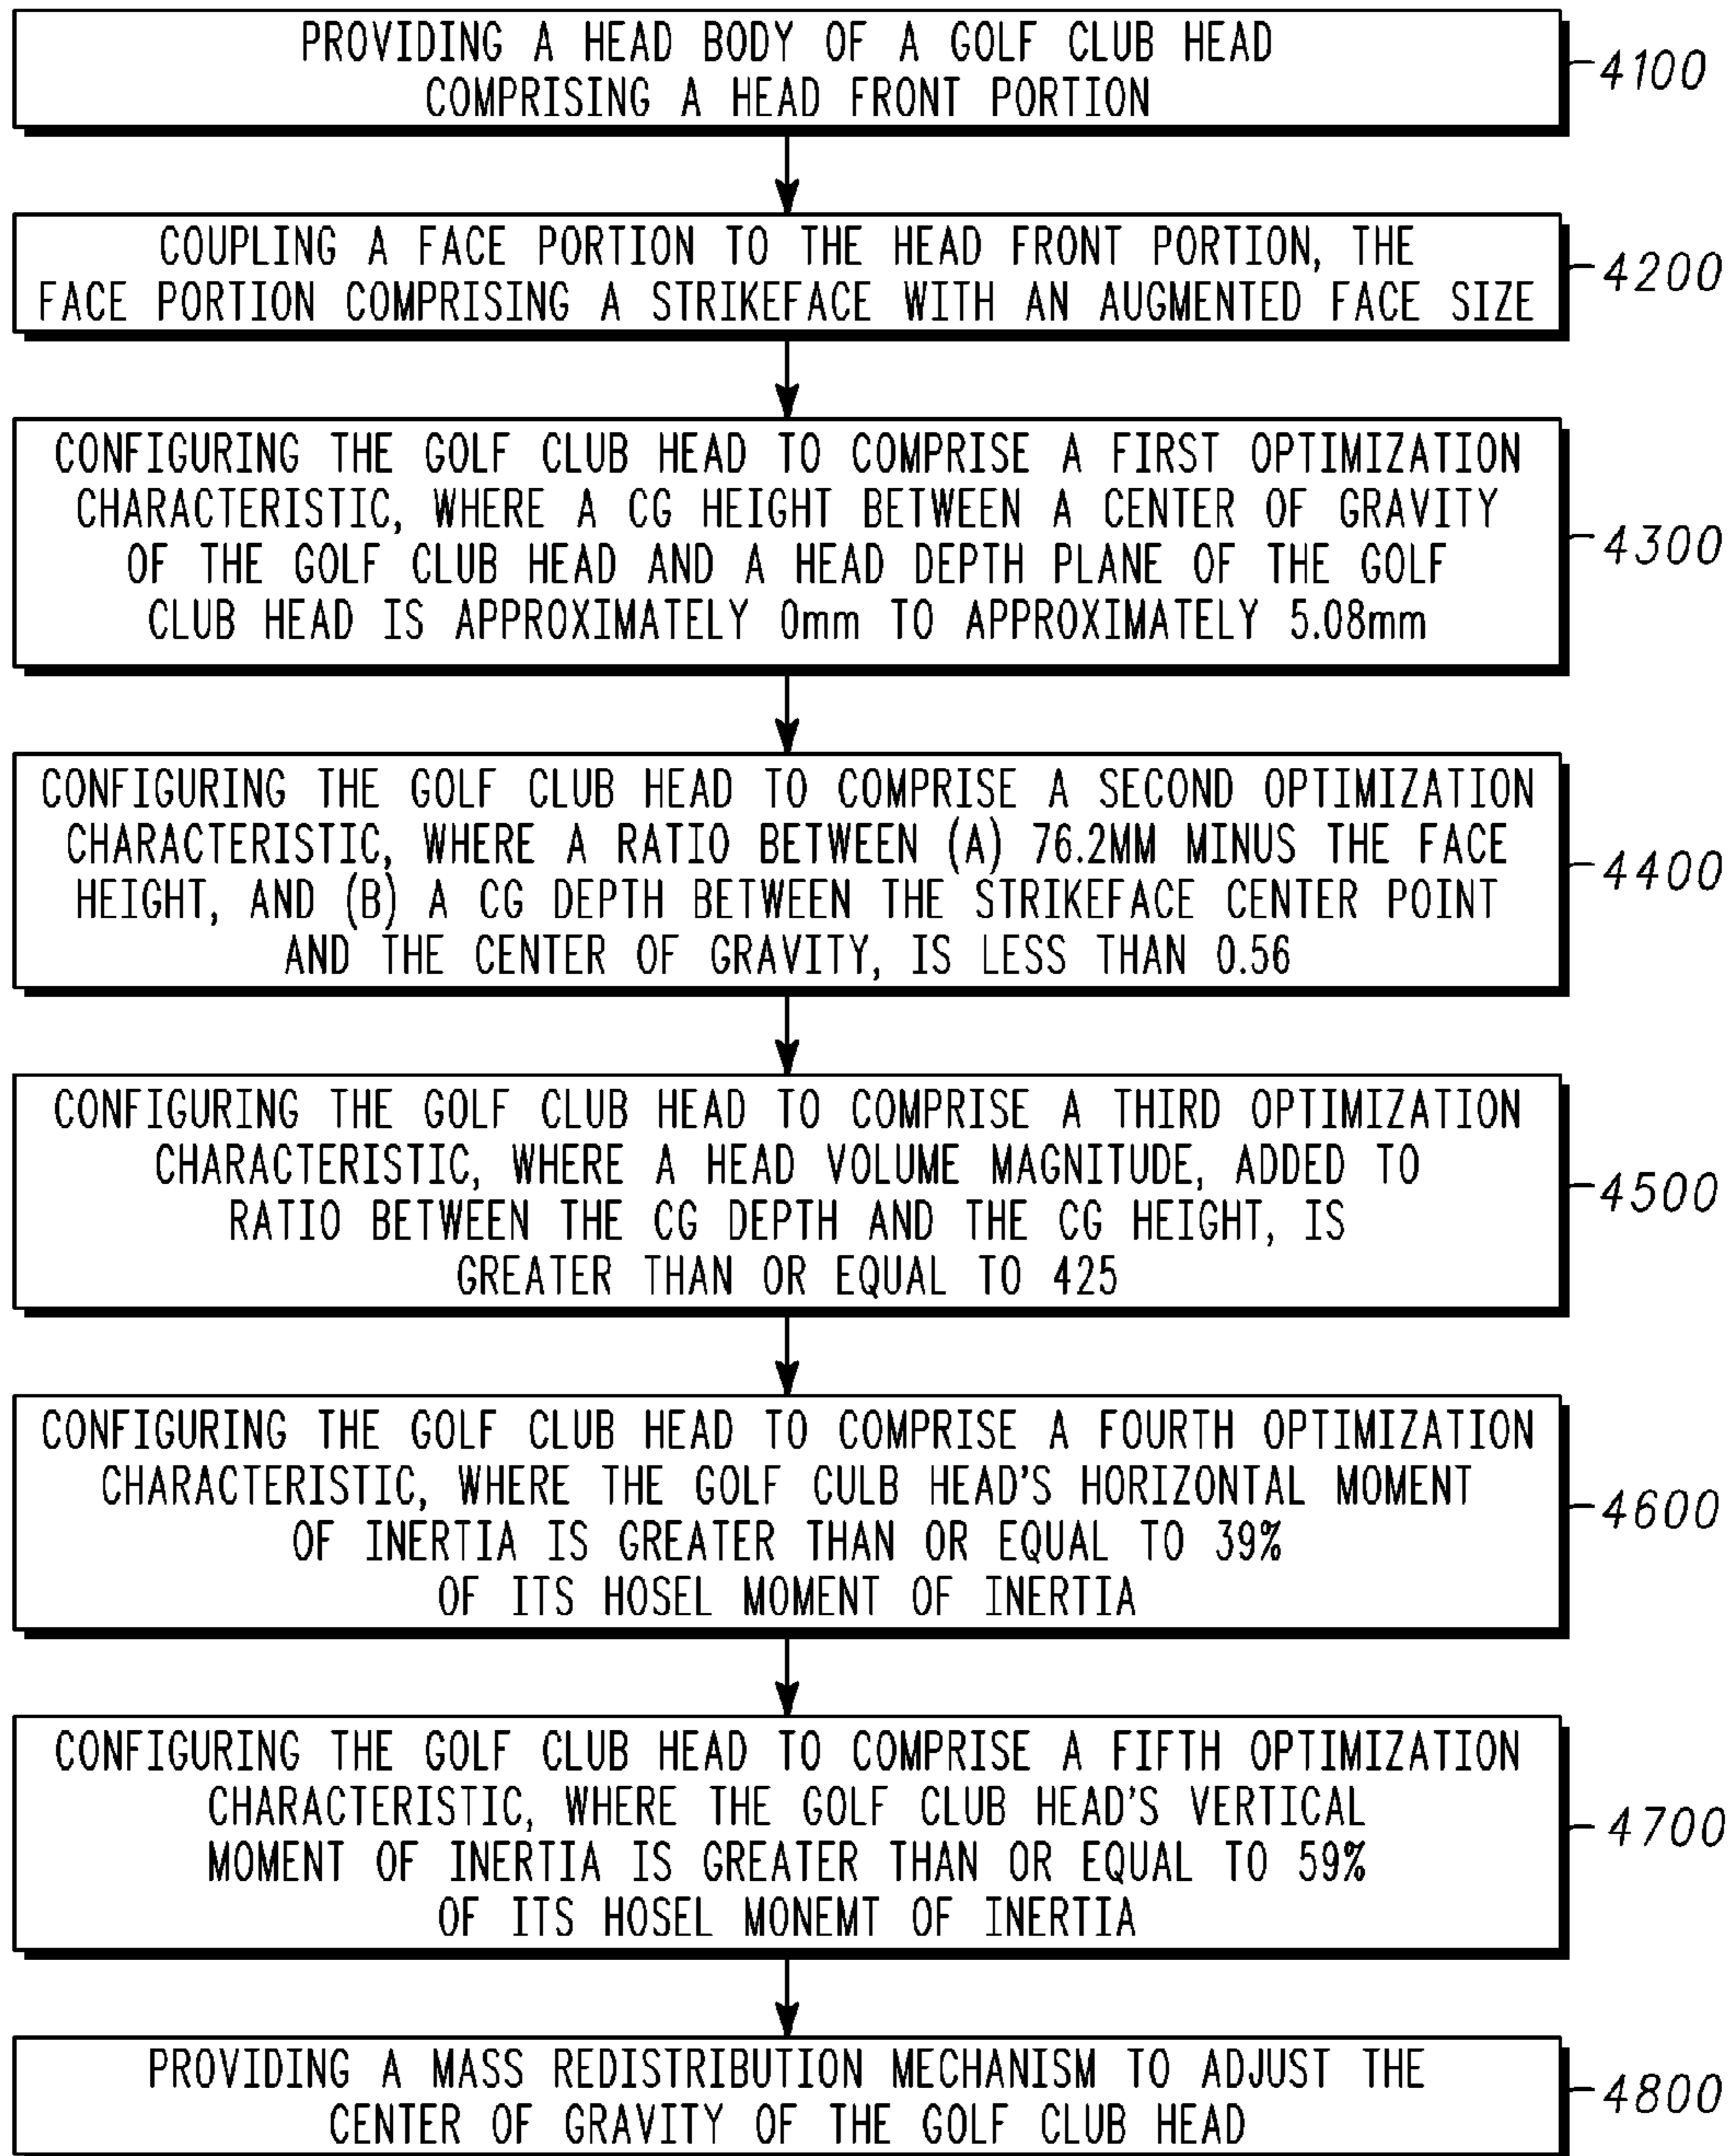 PROVIDING A HEAD BODY OF A GOLF CLUB HEAD
COMPRISING A HEAD FRONT PORTION
4100
COUPLING A FACE PORTION TO THE HEAD FRONT PORTION, THE
FACE PORTION COMPRISING A STRIKEFACE WITH AN AUGMENTED FACE SIZE
4200
CONFIGURING THE GOLF CLUB HEAD TO COMPRISE A FIRST OPTIMIZATION
CHARACTERISTIC, WHERE A CG HEIGHT BETWEEN A CENTER OF GRAVITY
OF THE GOLF CLUB HEAD AND A HEAD DEPTH PLANE OF THE GOLF
CLUB HEAD IS APPROXIMATELY 0mm TO APPROXIMATELY 5.08mm
4300
CONFIGURING THE GOLF CLUB HEAD TO COMPRISE A SECOND OPTIMIZATION
CHARACTERISTIC, WHERE A RATIO BETWEEN (A) 76.2MM MINUS THE FACE
HEIGHT, AND (B) A CG DEPTH BETWEEN THE STRIKEFACE CENTER POINT
AND THE CENTER OF GRAVITY, IS LESS THAN 0.56
4400
CONFIGURING THE GOLF CLUB HEAD TO COMPRISE A THIRD OPTIMIZATION
CHARACTERISTIC, WHERE A HEAD VOLUME MAGNITUDE, ADDED TO
RATIO BETWEEN THE CG DEPTH AND THE CG HEIGHT, IS
GREATER THAN OR EQUAL TO 425
4500
CONFIGURING THE GOLF CLUB HEAD TO COMPRISE A FOURTH OPTIMIZATION
CHARACTERISTIC, WHERE THE GOLF CULB HEAD'S HORIZONTAL MOMENT
OF INERTIA IS GREATER THAN OR EQUAL TO 39%
OF ITS HOSEL MOMENT OF INERTIA
4600
CONFIGURING THE GOLF CLUB HEAD TO COMPRISE A FIFTH OPTIMIZATION
CHARACTERISTIC, WHERE THE GOLF CLUB HEAD'S VERTICAL
MOMENT OF INERTIA IS GREATER THAN OR EQUAL TO 59%
OF ITS HOSEL MONEMT OF INERTIA
4700
PROVIDING A MASS REDISTRIBUTION MECHANISM TO ADJUST THE
CENTER OF GRAVITY OF THE GOLF CLUB HEAD
4800